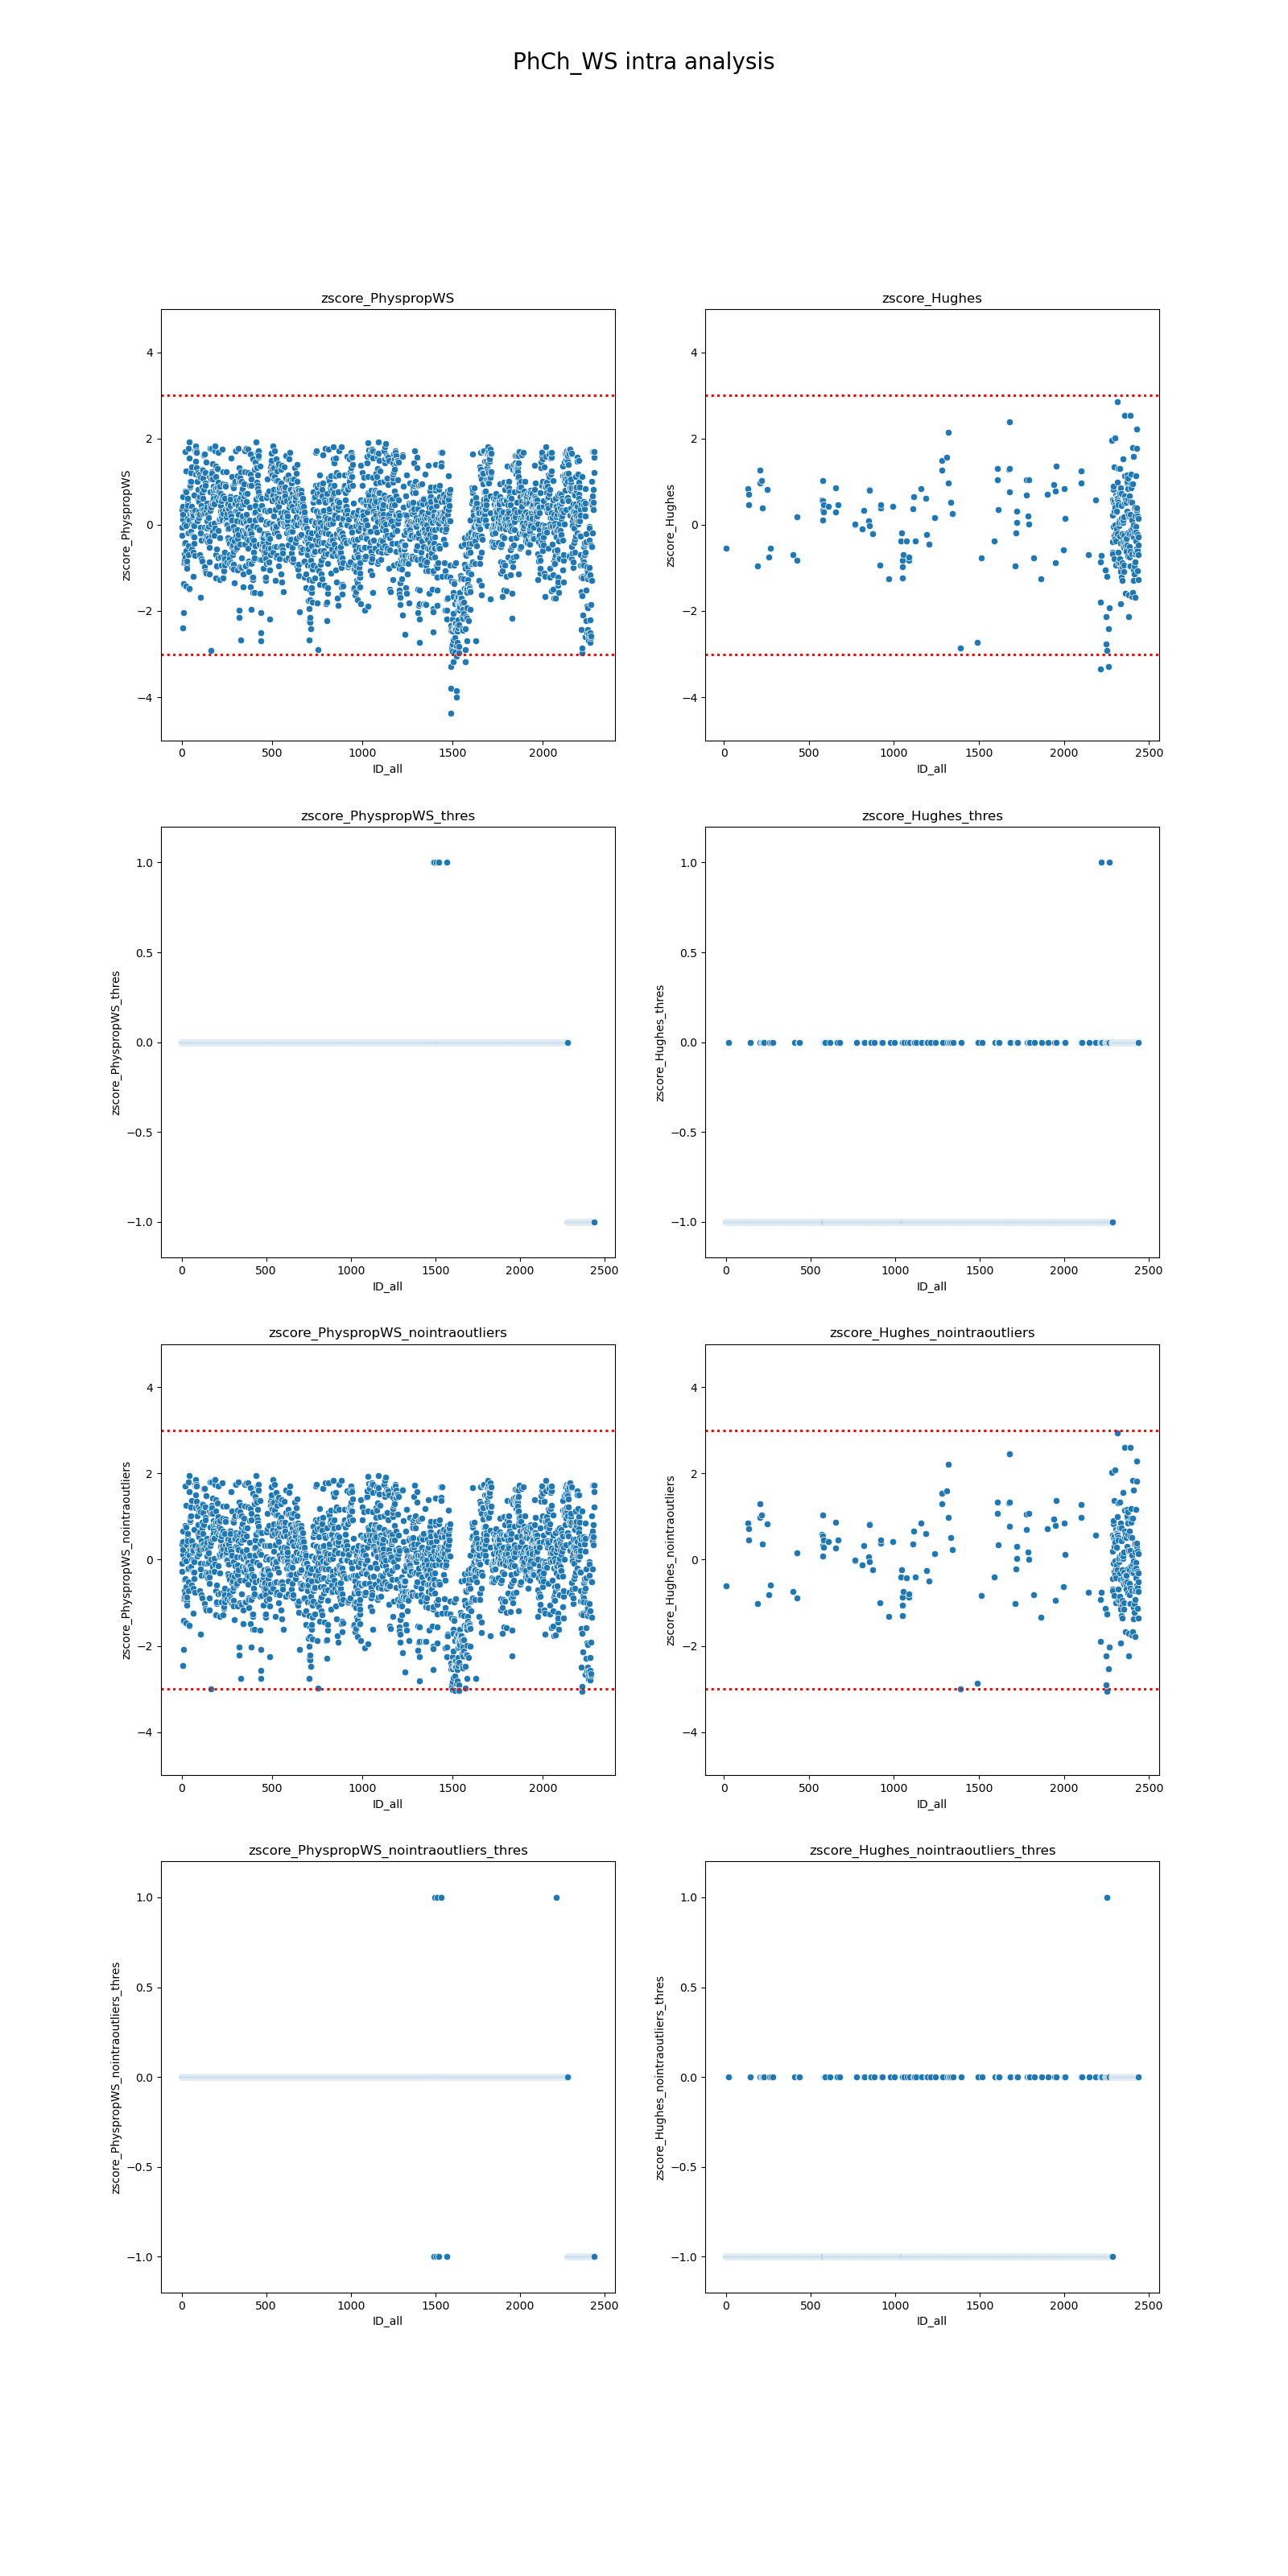 PhCh_WS intra analysis
zscore_PhyspropWS
zscore_PhyspropWS
4
2
0
−2
−4
0 500 1000 1500 2000
ID_all
zscore_Hughes
zscore_Hughes
4
2
0
−2
−4
0 500 1000 1500 2000 2500
ID_all
zscore_PhyspropWS_thres
zscore_PhyspropWS_thres
1.0
0.5
0.0
−0.5
−1.0
0 500 1000 1500 2000 2500
ID_all
zscore_Hughes_thres
zscore_Hughes_thres
1.0
0.5
0.0
−0.5
−1.0
0 500 1000 1500 2000 2500
ID_all
zscore_PhyspropWS_nointraoutliers
zscore_PhyspropWS_nointraoutliers
4
2
0
−2
−4
0 500 1000 1500 2000
ID_all
zscore_Hughes_nointraoutliers
zscore_Hughes_nointraoutliers
4
2
0
−2
−4
0 500 1000 1500 2000 2500
ID_all
zscore_PhyspropWS_nointraoutliers_thres
zscore_PhyspropWS_nointraoutliers_thres
1.0
0.5
0.0
−0.5
−1.0
0 500 1000 1500 2000 2500
ID_all
zscore_Hughes_nointraoutliers_thres
zscore_Hughes_nointraoutliers_thres
1.0
0.5
0.0
−0.5
−1.0
0 500 1000 1500 2000 2500
ID_all